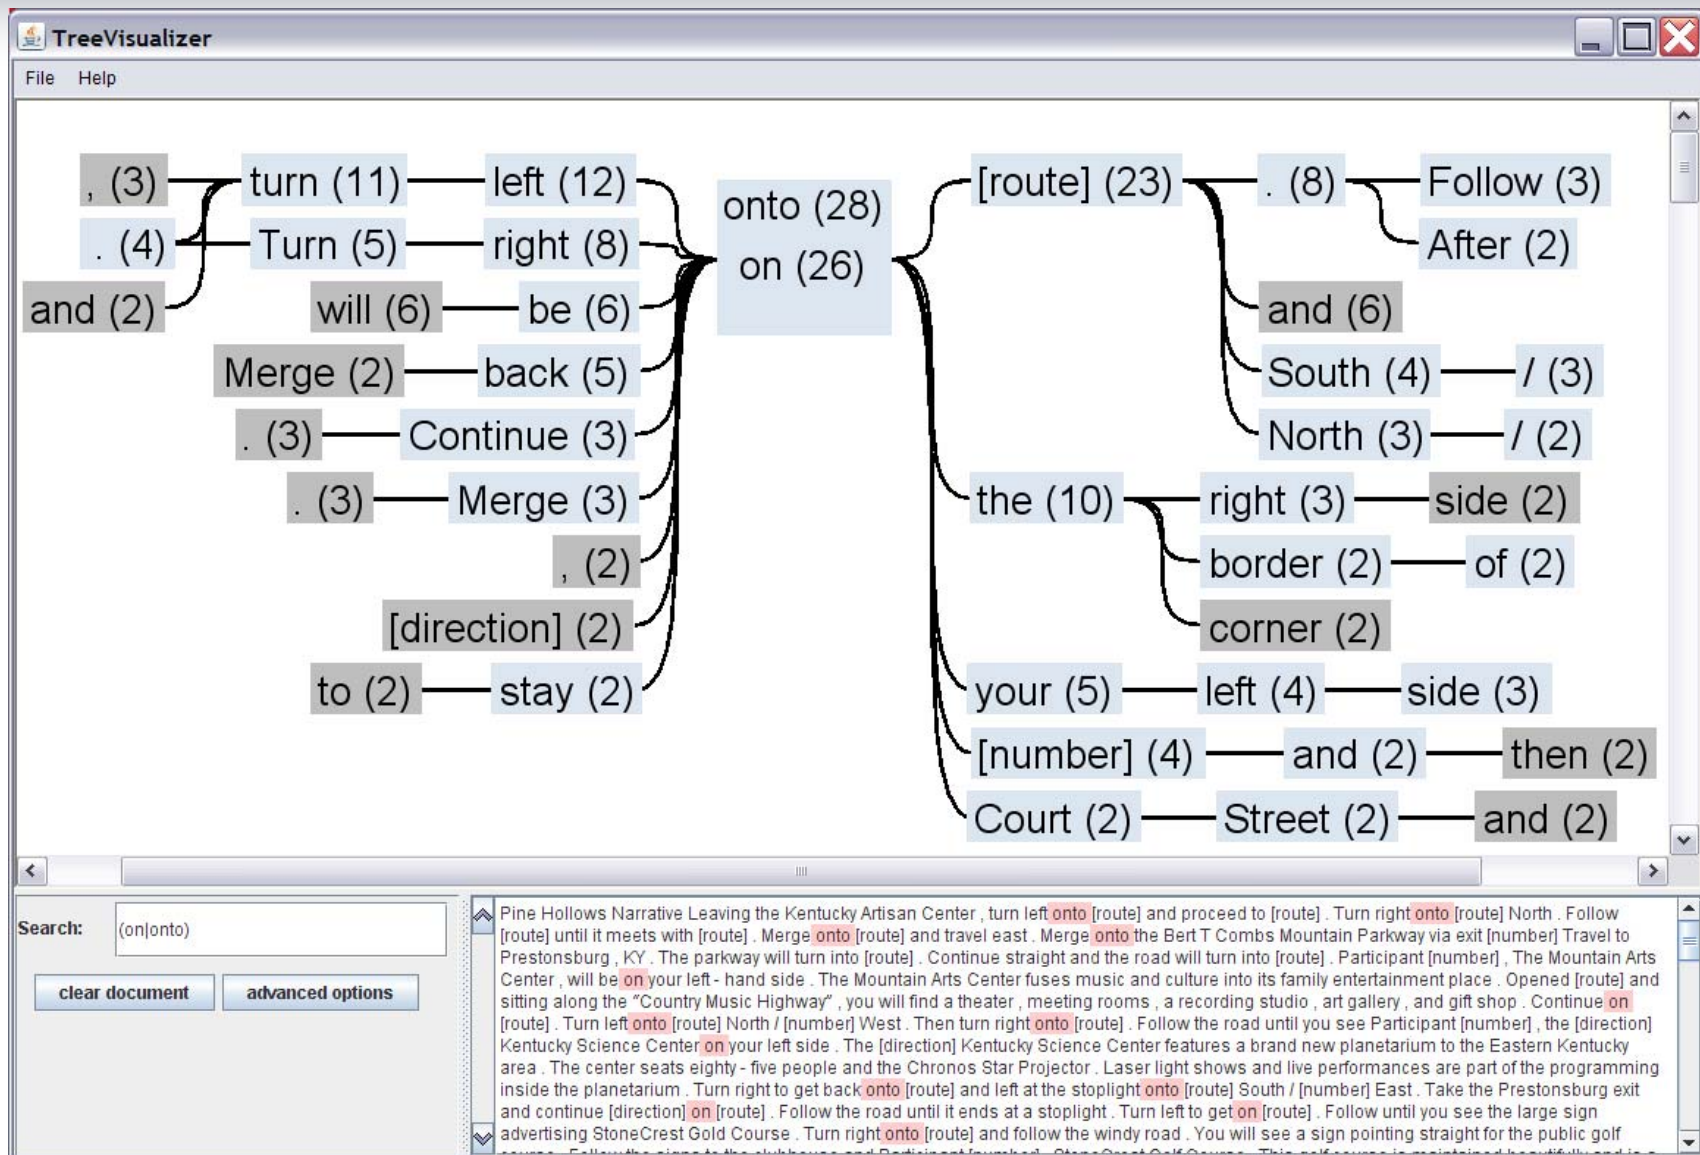 TreeVisualizer
File Help
, (3) turn (11) left (12) onto (28) [route] (23) . (8) Follow (3)
. (4) Turn (5) right (8) on (26) After (2)
and (2) will (6) be (6) and (6)
Merge (2) back (5) South (4) / (3)
. (3) Continue (3) North (3) / (2)
. (3) Merge (3) the (10) right (3) side (2)
, (2) border (2) of (2)
[direction] (2) corner (2)
to (2) stay (2) your (5) left (4) side (3)
[number] (4) and (2) then (2)
Court (2) Street (2) and (2)
Search: (on|onto)
clear document advanced options
Pine Hollows Narrative Leaving the Kentucky Artisan Center , turn left onto [route] and proceed to [route] . Turn right onto [route] North . Follow
[route] until it meets with [route] . Merge onto [route] and travel east . Merge onto the Bert T Combs Mountain Parkway via exit [number] Travel to
Prestonsburg , KY . The parkway will turn into [route] . Continue straight and the road will turn into [route] . Participant [number] , The Mountain Arts
Center , will be on your left - hand side . The Mountain Arts Center fuses music and culture into its family entertainment place . Opened [route] and
sitting along the "Country Music Highway" , you will find a theater , meeting rooms , a recording studio , art gallery , and gift shop . Continue on
[route] . Turn left onto [route] North / [number] West . Then turn right onto [route] . Follow the road until you see Participant [number] , the [direction]
Kentucky Science Center on your left side . The [direction] Kentucky Science Center features a brand new planetarium to the Eastern Kentucky
area . The center seats eighty - five people and the Chronos Star Projector . Laser light shows and live performances are part of the programming
inside the planetarium . Turn right to get back onto [route] and left at the stoplight onto [route] South / [number] East . Take the Prestonsburg exit
and continue [direction] on [route] . Follow the road until it ends at a stoplight . Turn left to get on [route] . Follow until you see the large sign
advertising StoneCrest Gold Course . Turn right onto [route] and follow the windy road . You will see a sign pointing straight for the public golf